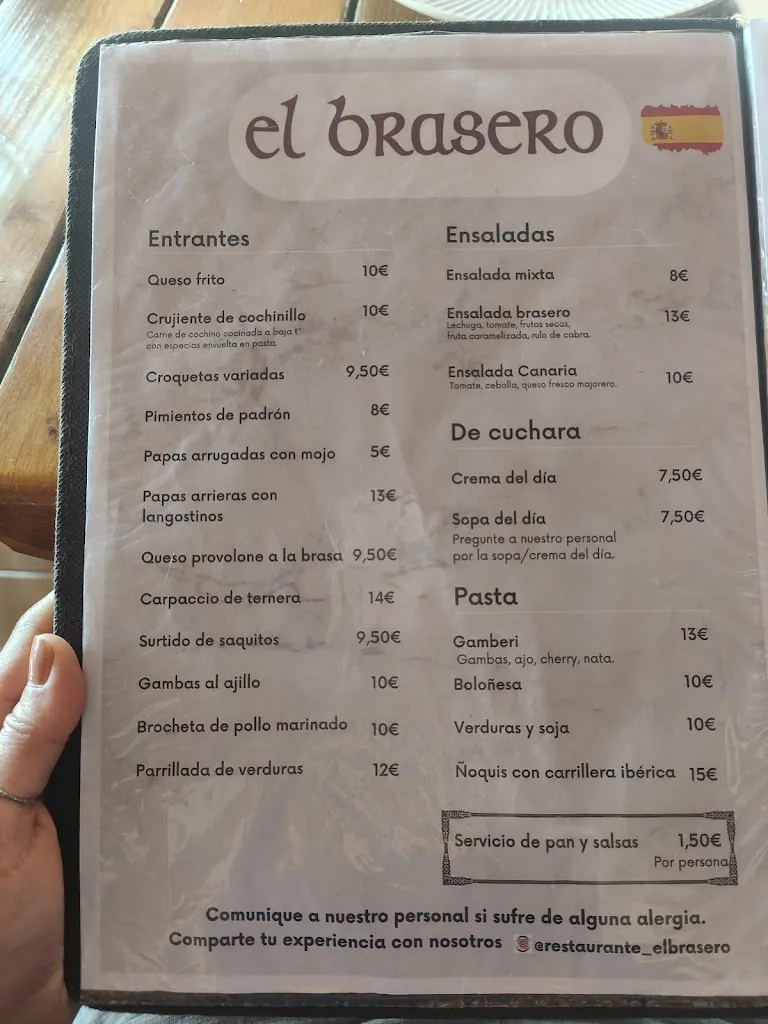 el brasero
Entrantes
Queso frito 10€
Crujiente de cochinillo 10€
Carne de cochino cocinada a baja tª
con especias envuelta en pasta.
Croquetas variadas 9,50€
Pimientos de padrón 8€
Papas arrugadas con mojo 5€
Papas arrieras con 13€
langostinos
Queso provolone a la brasa 9,50€
Carpaccio de ternera 14€
Surtido de saquitos 9,50€
Gambas al ajillo 10€
Brocheta de pollo marinado 10€
Parrillada de verduras 12€
Ensaladas
Ensalada mixta 8€
Ensalada brasero 13€
Lechuga, tomate, frutos secos,
fruta caramelizada, rulo de cabra.
Ensalada Canaria 10€
Tomate, cebolla, queso fresco majorero.
De cuchara
Crema del día 7,50€
Sopa del día 7,50€
Pregunte a nuestro personal
por la sopa/crema del día.
Pasta
Gamberi 13€
Gambas, ajo, cherry, nata.
Boloñesa 10€
Verduras y soja 10€
Ñoquis con carrillera ibérica 15€
Servicio de pan y salsas 1,50€
Por persona
Comunique a nuestro personal si sufre de alguna alergia.
Comparte tu experiencia con nosotros @restaurante_elbrasero